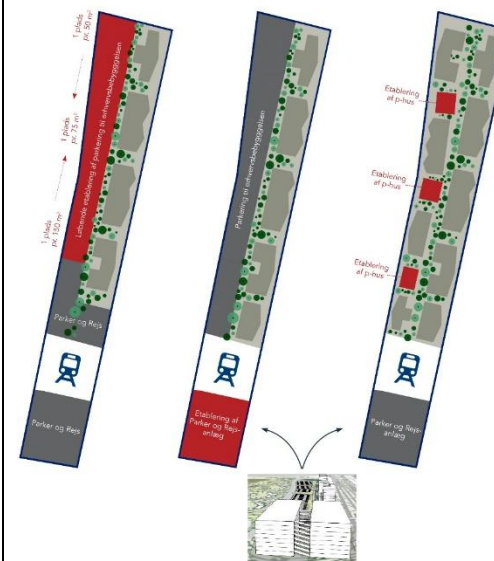 1 plads
pr. 50 m²
1 plads
pr. 75 m²
1 plads
pr. 150 m²
Løbende etablering af parkering til erhvervsbebyggelsen
Parker og Rejs
Parker og Rejs
Parkering til erhvervsbebyggelsen
Etablering af
Parker og Rejs-
anlæg
Etablering
af p-hus
Etablering
af p-hus
Etablering
af p-hus
Parker og Rejs-
anlæg